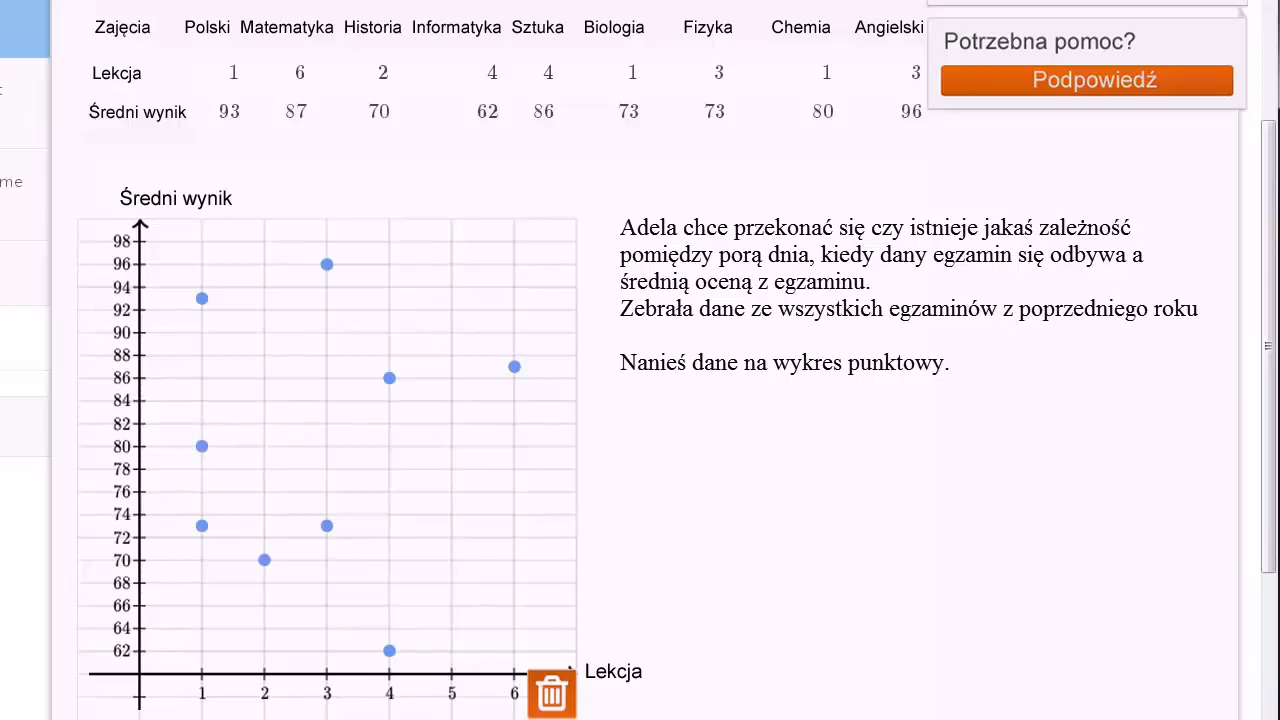 Zajęcia Polski Matematyka Historia Informatyka Sztuka Biologia Fizyka Chemia Angielski
Lekcja 1 6 2 4 4 1 3 1 3
Średni wynik 93 87 70 62 86 73 73 80 96
Potrzebna pomoc?
Podpowiedź
me
Średni wynik
98
96
94
92
90
88
86
84
82
80
78
76
74
72
70
68
66
64
62
1 2 3 4 5 6
Lekcja
Adela chce przekonać się czy istnieje jakaś zależność
pomiędzy porą dnia, kiedy dany egzamin się odbywa a
średnią oceną z egzaminu.
Zebrała dane ze wszystkich egzaminów z poprzedniego roku
Nanieś dane na wykres punktowy.